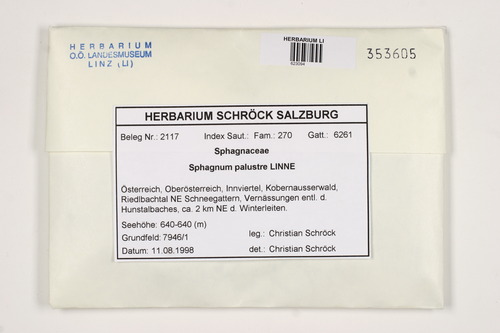 HERBARIUM
O.Ö. LANDESMUSEUM
LINZ (LI)
HERBARIUM LI
353605
HERBARIUM SCHRÖCK SALZBURG
Beleg Nr.: 2117 Index Saut.: Fam.: 270 Gatt.: 6261
Sphagnaceae
Sphagnum palustre LINNE
Österreich, Oberösterreich, Innviertel, Kobernausserwald,
Riedlbachtal NE Schneegattern, Vernässungen entl. d.
Hunstalbaches, ca. 2 km NE d. Winterleiten.
Seehöhe: 640-640 (m)
Grundfeld: 7946/1 leg.: Christian Schröck
Datum: 11.08.1998 det.: Christian Schröck